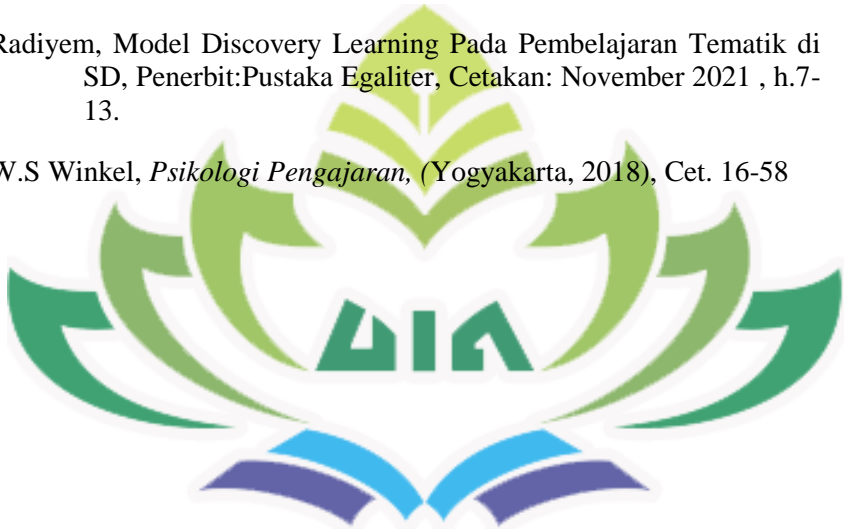 Radiyem, Model Discovery Learning Pada Pembelajaran Tematik di
SD, Penerbit:Pustaka Egaliter, Cetakan: November 2021 , h.7-
13.
W.S Winkel, Psikologi Pengajaran, (Yogyakarta, 2018), Cet. 16-58
UIN